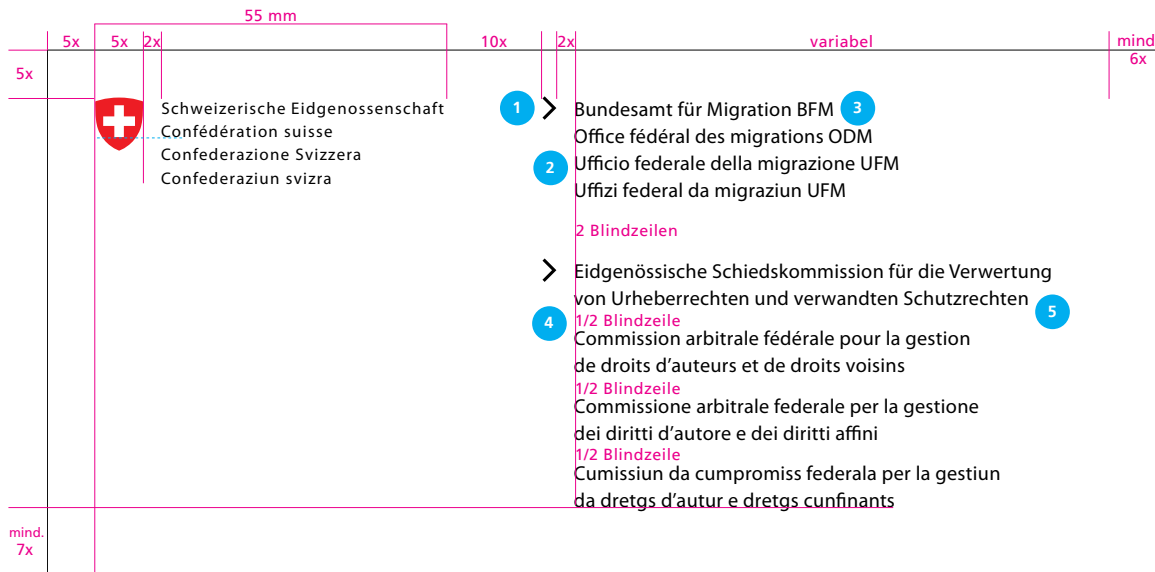 55 mm
5x 5x 2x 10x 2x variabel mind
6x
5x
Schweizerische Eidgenossenschaft
Confédération suisse
Confederazione Svizzera
Confederaziun svizra
1
Bundesamt für Migration BFM
3
Office fédéral des migrations ODM
2
Ufficio federale della migrazione UFM
Uffizi federal da migraziun UFM
2 Blindzeilen
Eidgenössische Schiedskommission für die Verwertung
von Urheberrechten und verwandten Schutzrechten
5
1/2 Blindzeile
4
Commission arbitrale fédérale pour la gestion
de droits d’auteurs et de droits voisins
1/2 Blindzeile
Commissione arbitrale federale per la gestione
dei diritti d’autore e dei diritti affini
1/2 Blindzeile
Cumissiun da cumpromiss federala per la gestiun
da dretgs d’autur e dretgs cunfinants
mind.
7x